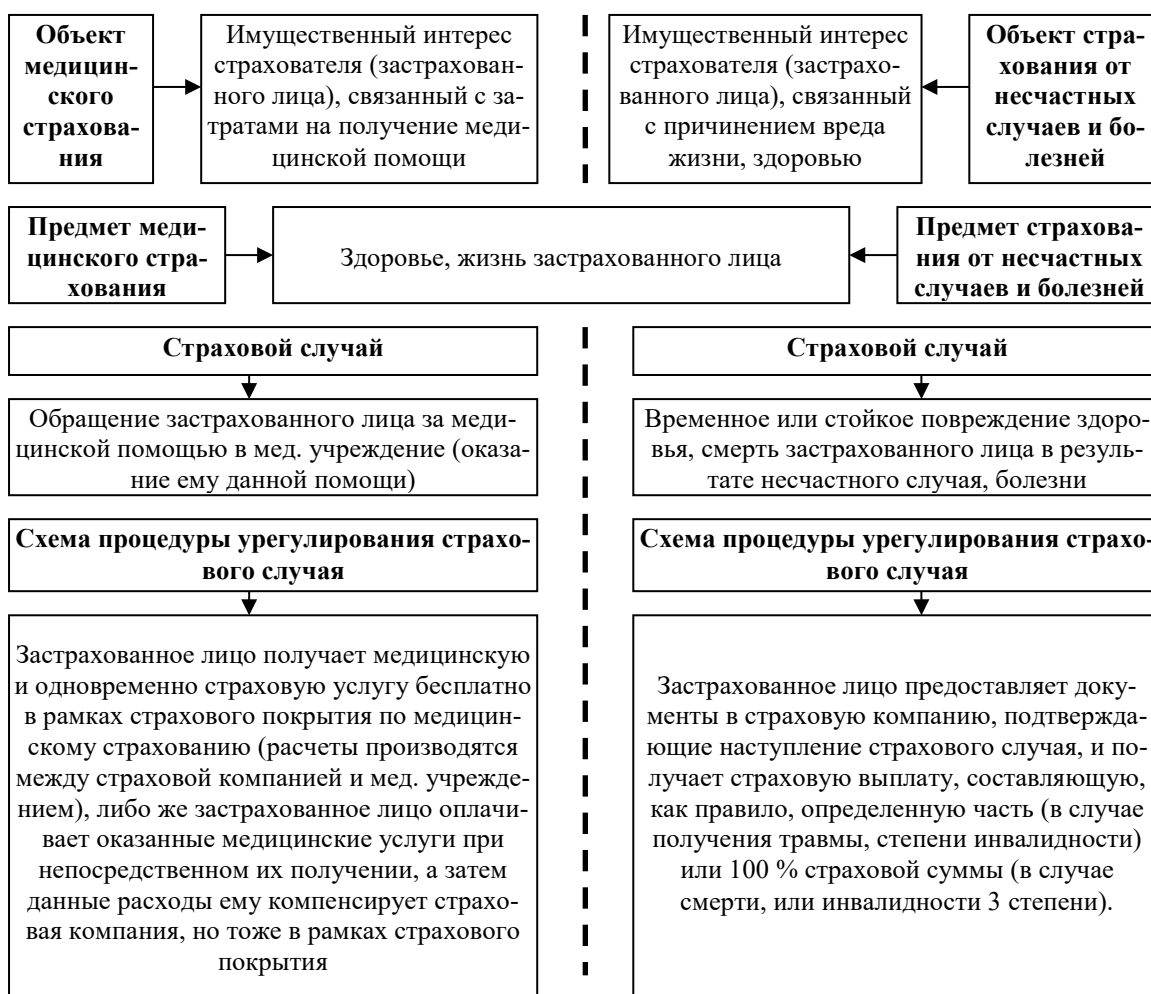 Объект
медицин-
ского
страхова-
ния
Имущественный интерес
страхователя (застрахован-
ного лица), связанный с за-
тратами на получение меди-
цинской помощи
Имущественный интерес
страхователя (застрахо-
ванного лица), связанный
с причинением вреда
жизни, здоровью
Объект стра-
хования от
несчастных
случаев и бо-
лезней
Предмет меди-
цинского стра-
хования
Здоровье, жизнь застрахованного лица
Предмет страхова-
ния от несчастных
случаев и болезней
Страховой случай
Обращение застрахованного лица за меди-
цинской помощью в мед. учреждение (оказа-
ние ему данной помощи)
Схема процедуры урегулирования страхо-
вого случая
Застрахованное лицо получает медицинскую
и одновременно страховую услугу бесплатно
в рамках страхового покрытия по медицин-
скому страхованию (расчеты производятся
между страховой компанией и мед. учрежде-
нием), либо же застрахованное лицо оплачи-
вает оказанные медицинские услуги при
непосредственном их получении, а затем
данные расходы ему компенсирует страхо-
вая компания, но тоже в рамках страхового
покрытия
Страховой случай
Временное или стойкое повреждение здоро-
вья, смерть застрахованного лица в резуль-
тате несчастного случая, болезни
Схема процедуры урегулирования страхо-
вого случая
Застрахованное лицо предоставляет доку-
менты в страховую компанию, подтвержда-
ющие наступление страхового случая, и по-
лучает страховую выплату, составляющую,
как правило, определенную часть (в случае
получения травмы, степени инвалидности)
или 100 % страховой суммы (в случае
смерти, или инвалидности 3 степени).